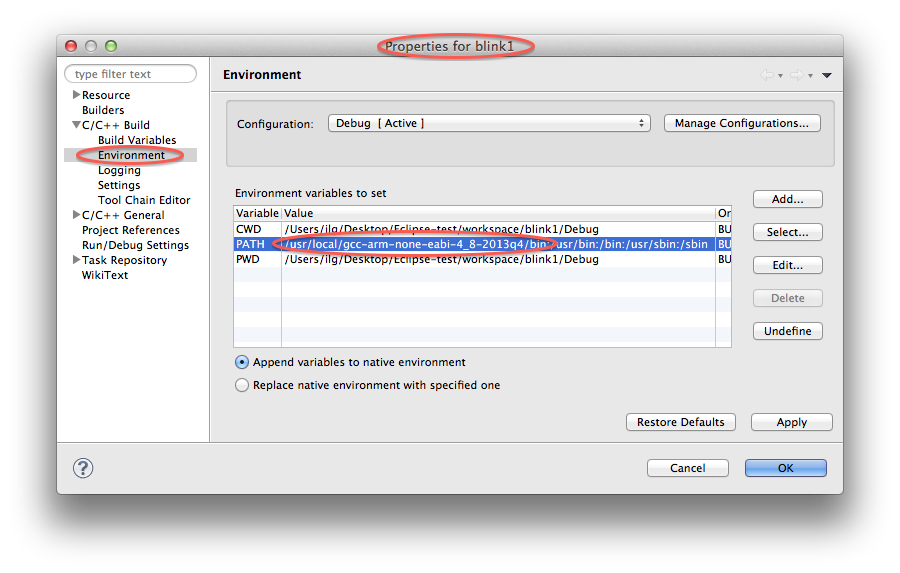 Properties for blink1
type filter text
Resource
Builders
C/C++ Build
Build Variables
Environment
Logging
Settings
Tool Chain Editor
C/C++ General
Project References
Run/Debug Settings
Task Repository
WikiText
Environment
Configuration: Debug [ Active ] Manage Configurations...
Environment variables to set
Variable Value Or
CWD /Users/ilg/Desktop/Eclipse-test/workspace/blink1/Debug BU
PATH /usr/local/gcc-arm-none-eabi-4_8-2013q4/bin:/usr/bin:/bin:/usr/sbin:/sbin BU
PWD /Users/ilg/Desktop/Eclipse-test/workspace/blink1/Debug BU
Add...
Select...
Edit...
Delete
Undefine
Append variables to native environment
Replace native environment with specified one
Restore Defaults Apply
? Cancel OK